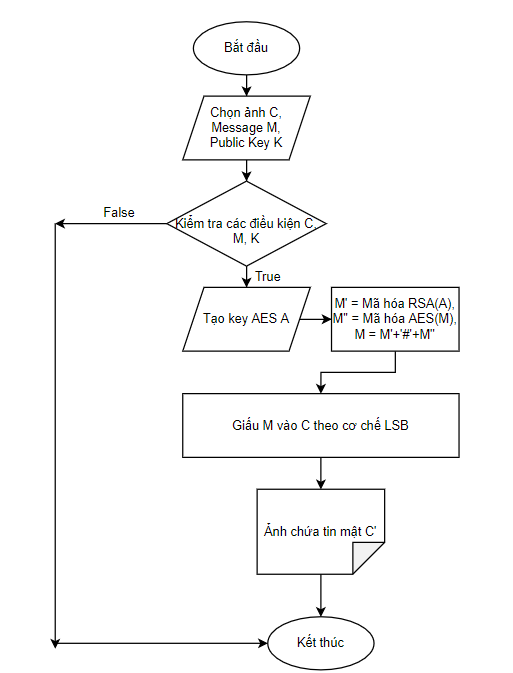 Bắt đầu
Chọn ảnh C,
Message M,
Public Key K
Kiểm tra các điều kiện C,
M, K
False
True
Tạo key AES A
M' = Mã hóa RSA(A),
M'' = Mã hóa AES(M),
M = M'+'#'+M''
Giấu M vào C theo cơ chế LSB
Ảnh chứa tin mật C'
Kết thúc